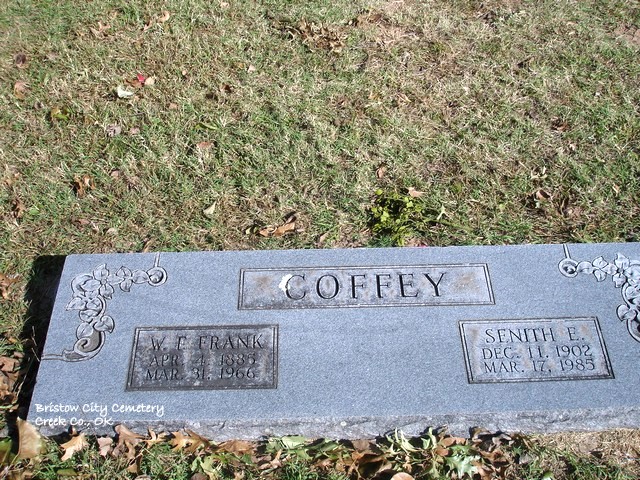 COFFEY
W. F. FRANK
APR. 4, 1885
MAR. 31, 1966
SENITH E.
DEC. 11, 1902
MAR. 17, 1985
Bristow City Cemetery
Creek Co., OK